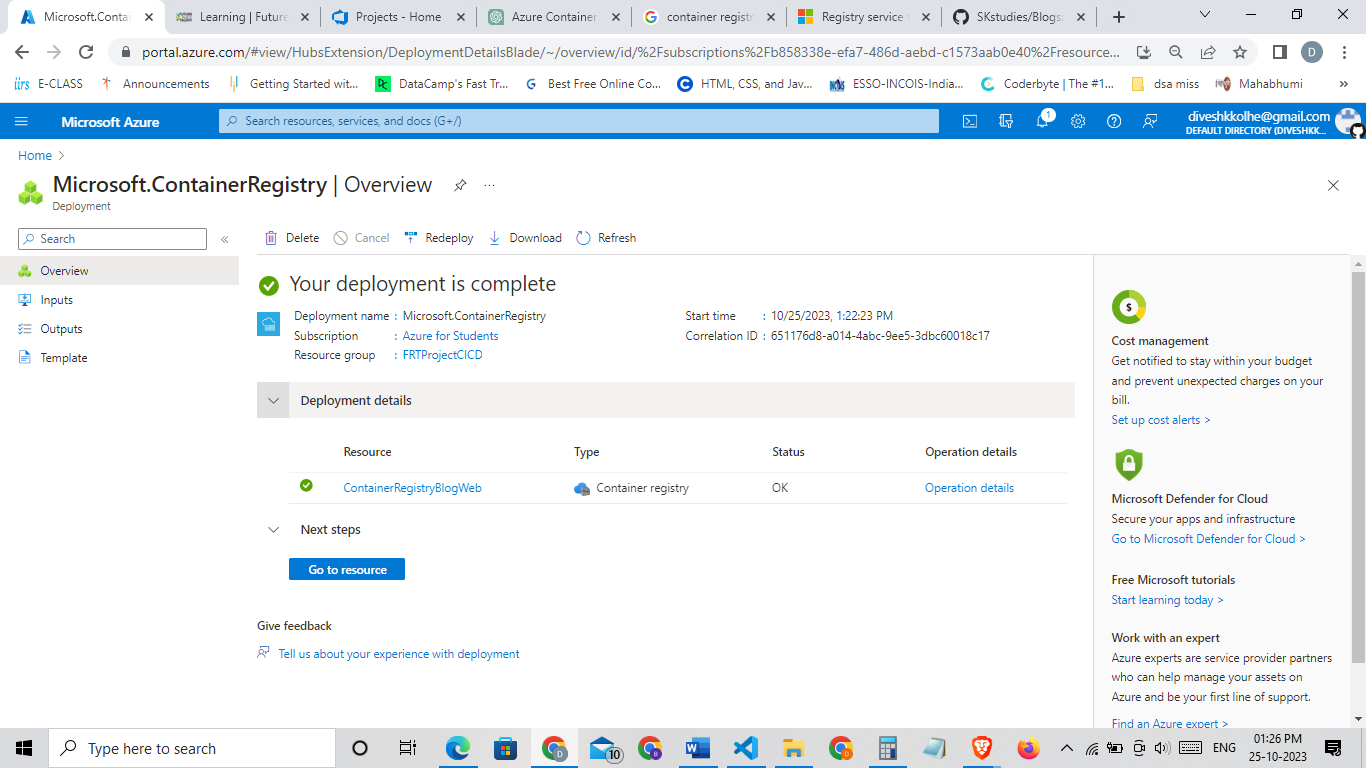 Microsoft.Conta
Learning | Future
Projects - Home
Azure Container
container registr
Registry service
SKstudies/Blogs
portal.azure.com/#view/HubsExtension/DeploymentDetailsBlade/~/overview/id/%2Fsubscriptions%2Fb858338e-efa7-486d-aebd-c1573aab0e40%2Fresource...
D
E-CLASS
Announcements
Getting Started wit...
DataCamp's Fast Tr...
Best Free Online Co...
HTML, CSS, and Jav...
ESSO-INCOIS-India...
Coderbyte | The #1...
dsa miss
Mahabhumi
Microsoft Azure
Search resources, services, and docs (G+/)
1
diveshkkolhe@gmail.com
DEFAULT DIRECTORY (DIVESHKK...
Home
Microsoft.ContainerRegistry | Overview
Deployment
Search
Delete
Cancel
Redeploy
Download
Refresh
Overview
Inputs
Outputs
Template
Your deployment is complete
Deployment name : Microsoft.ContainerRegistry
Subscription : Azure for Students
Resource group : FRTProjectCICD
Start time : 10/25/2023, 1:22:23 PM
Correlation ID : 651176d8-a014-4abc-9ee5-3dbc60018c17
Deployment details
Resource Type Status Operation details
ContainerRegistryBlogWeb Container registry OK Operation details
Next steps
Go to resource
Give feedback
Tell us about your experience with deployment
Cost management
Get notified to stay within your budget
and prevent unexpected charges on your
bill.
Set up cost alerts >
Microsoft Defender for Cloud
Secure your apps and infrastructure
Go to Microsoft Defender for Cloud >
Free Microsoft tutorials
Start learning today >
Work with an expert
Azure experts are service provider partners
who can help manage your assets on
Azure and be your first line of support.
Find an Azure expert >
Type here to search
10
ENG
01:26 PM
25-10-2023